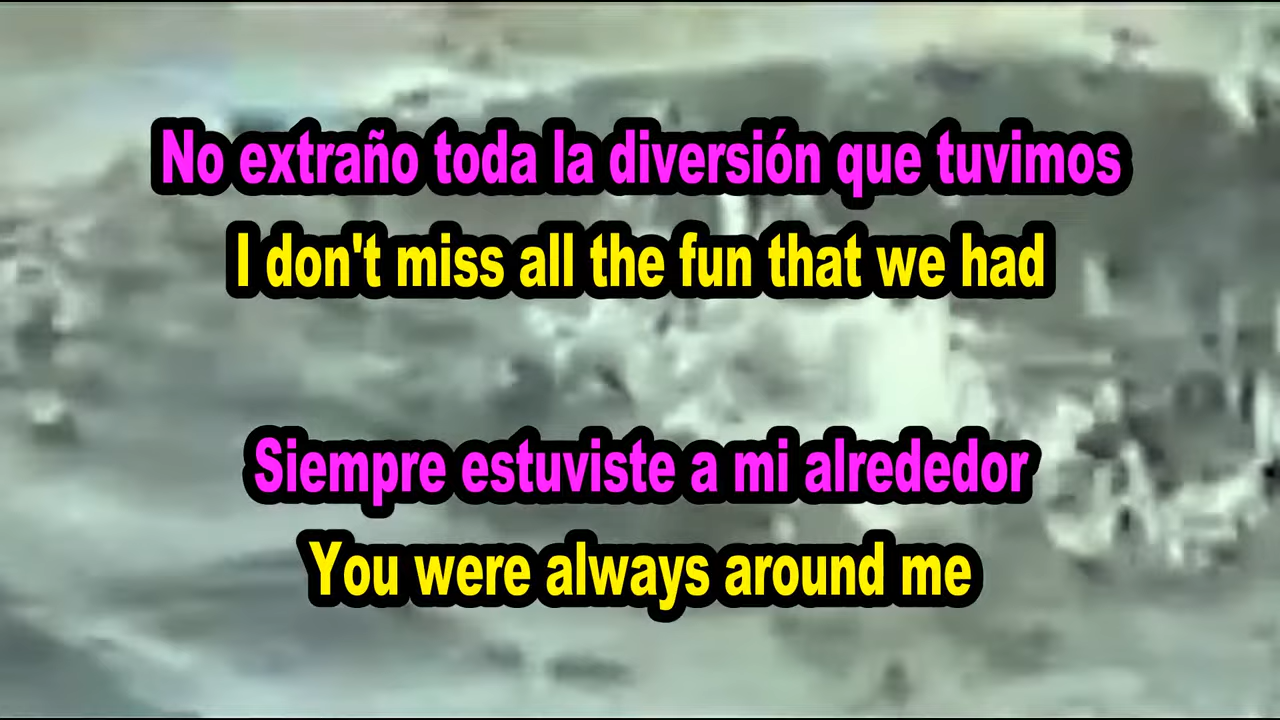 No extraño toda la diversión que tuvimos
I don't miss all the fun that we had
Siempre estuviste a mi alrededor
You were always around me